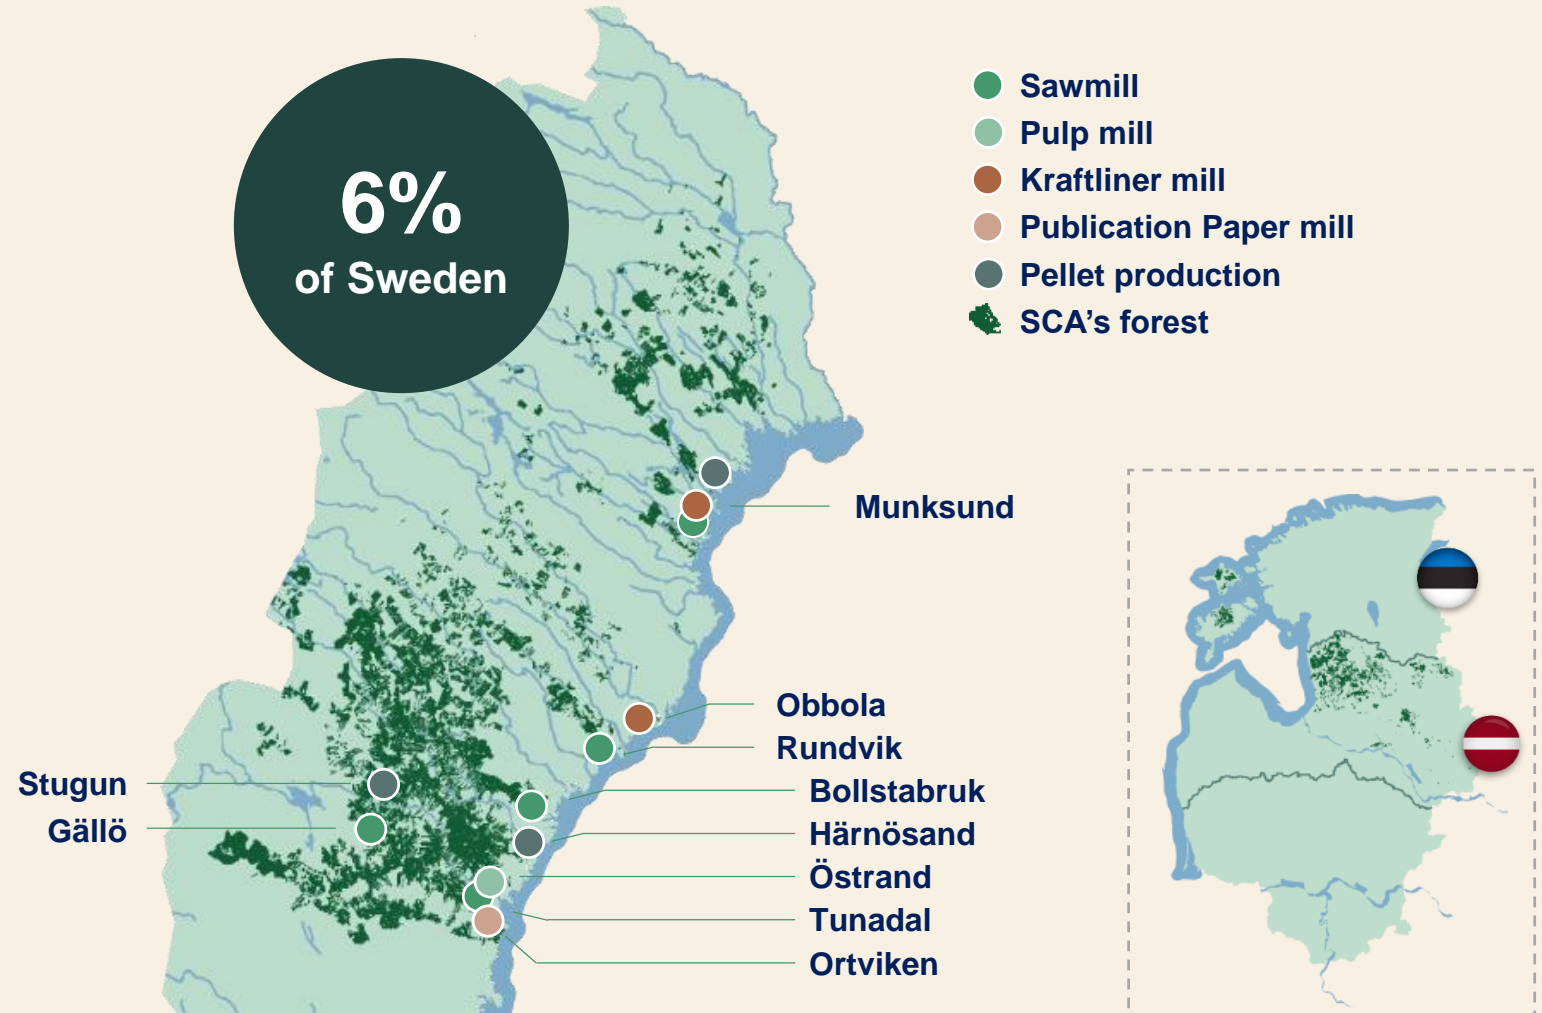 6%
of Sweden
Sawmill
Pulp mill
Kraftliner mill
Publication Paper mill
Pellet production
SCA’s forest
Munksund
Obbola
Rundvik
Bollstabruk
Härnösand
Östrand
Tunadal
Ortviken
Stugun
Gällö